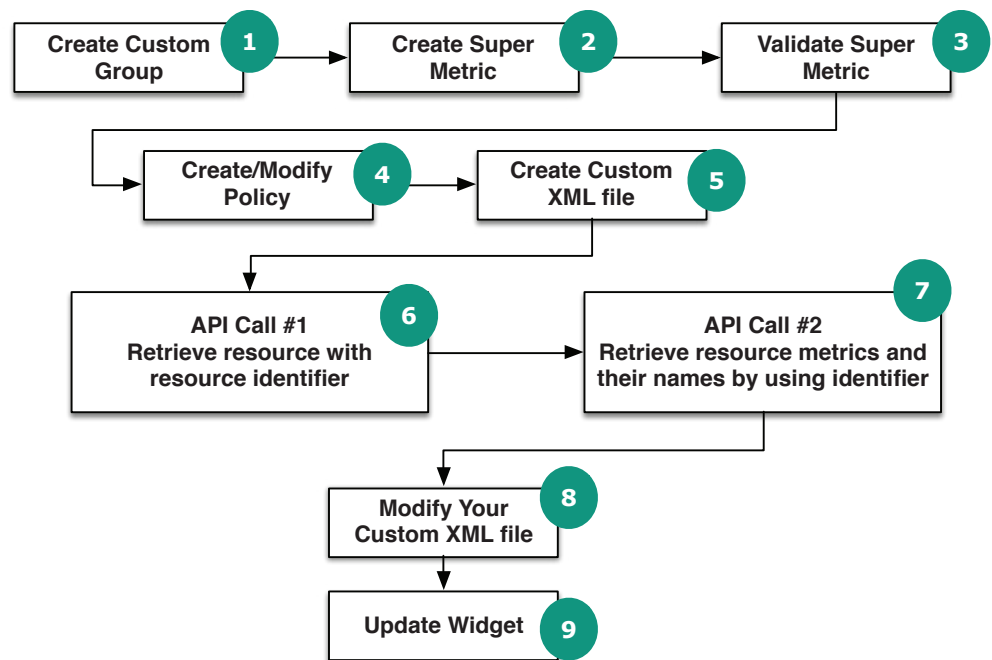 Create Custom
Group
1
Create Super
Metric
2
Validate Super
Metric
3
Create/Modify
Policy
4
Create Custom
XML file
5
API Call #1
Retrieve resource with
resource identifier
6
API Call #2
Retrieve resource metrics and
their names by using identifier
7
Modify Your
Custom XML file
8
Update Widget
9